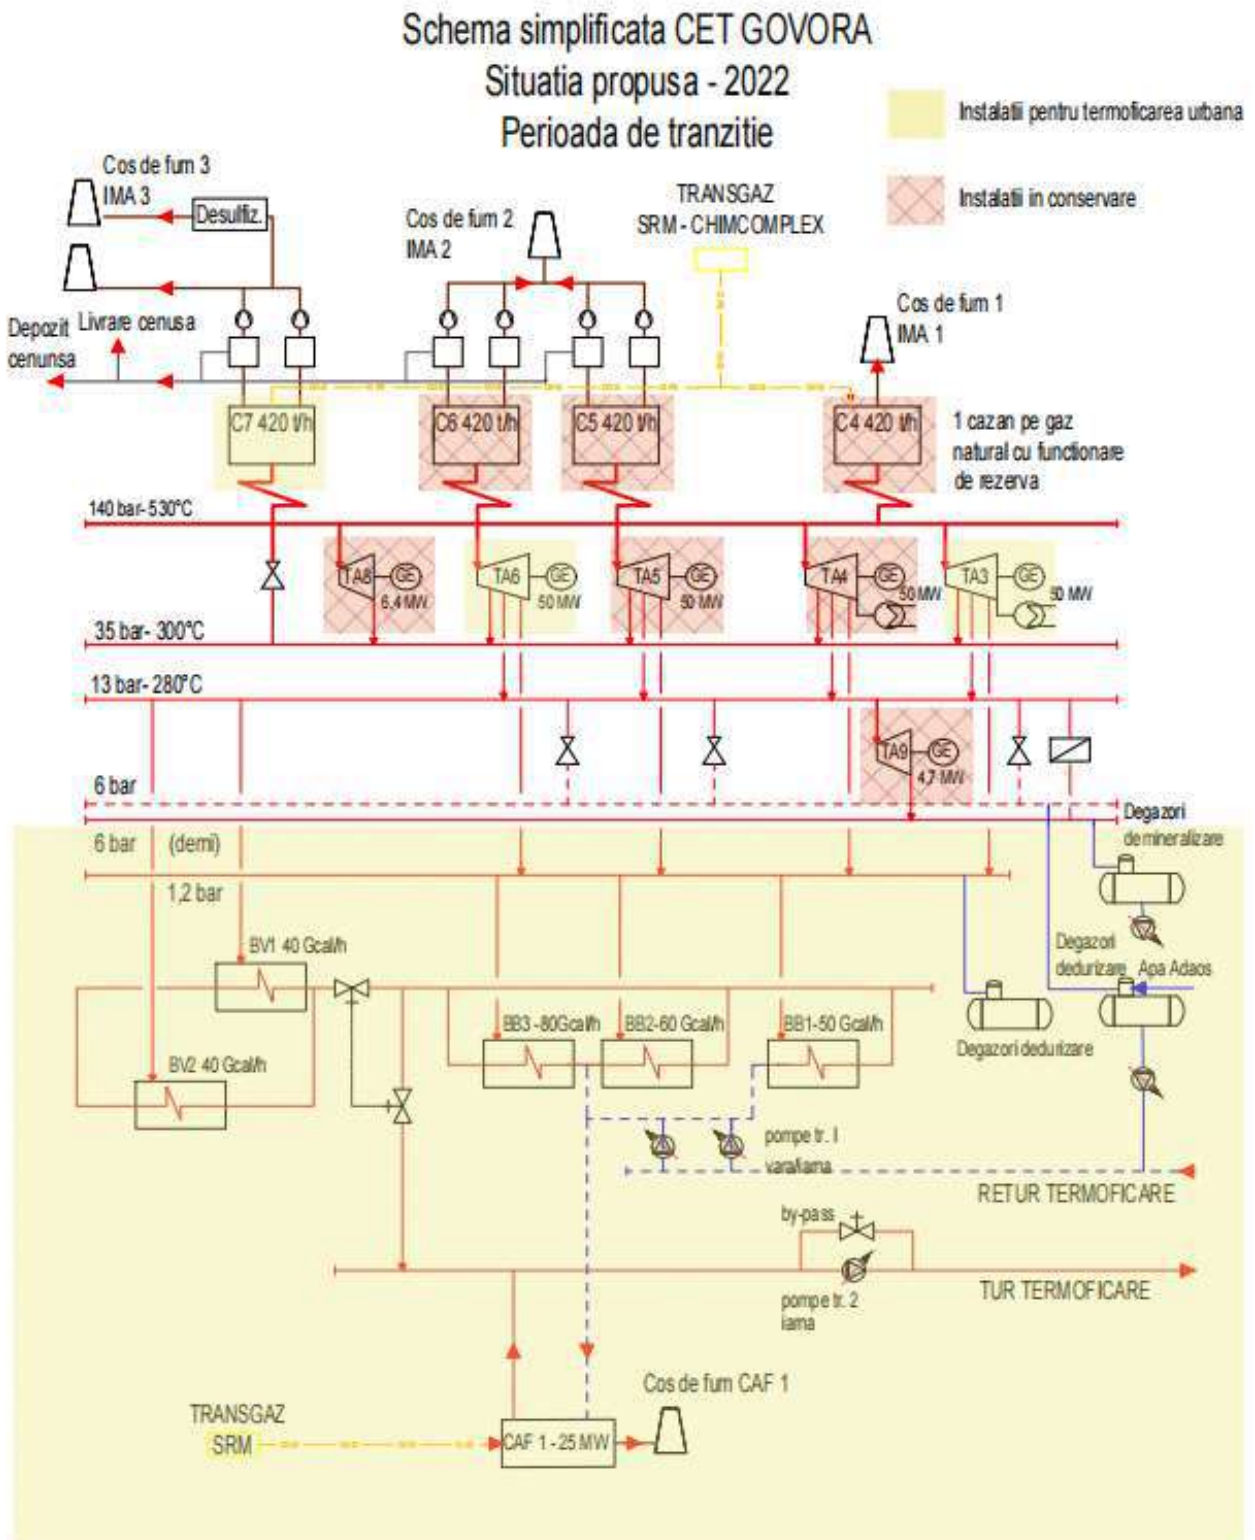 Schema simplificata CET GOVORA
Situatia propusa - 2022
Perioada de tranzitie
Instalatii pentru termoficarea urbana
Instalatii in conservare
Cos de fum 3
IMA 3
Desulfiz.
Cos de fum 2
IMA 2
TRANSGAZ
SRM - CHIMCOMPLEX
Cos de fum 1
IMA 1
Depozit
cenunsa
Livrare cenusa
C7 420 t/h
C6 420 t/h
C5 420 t/h
C4 420 t/h
1 cazan pe gaz
natural cu functionare
de rezerva
140 bar- 530°C
TA8
GE
6,4 MW
TA6
GE
50 MW
TA5
GE
50 MW
TA4
GE
50 MW
TA3
GE
50 MW
35 bar- 300°C
13 bar- 280°C
TA9
GE
4,7 MW
6 bar
6 bar (demi)
1,2 bar
Degazori
demineralizare
BV1 40 Gcal/h
BV2 40 Gcal/h
BB3 -80Gcal/h
BB2-60 Gcal/h
BB1-50 Gcal/h
Degazori
dedurizare
Apa Adaos
Degazori dedurizare
pompe tr. I
vara/iarna
RETUR TERMOFICARE
by-pass
TUR TERMOFICARE
pompe tr. 2
iarna
Cos de fum CAF 1
TRANSGAZ
SRM
CAF 1 - 25 MW